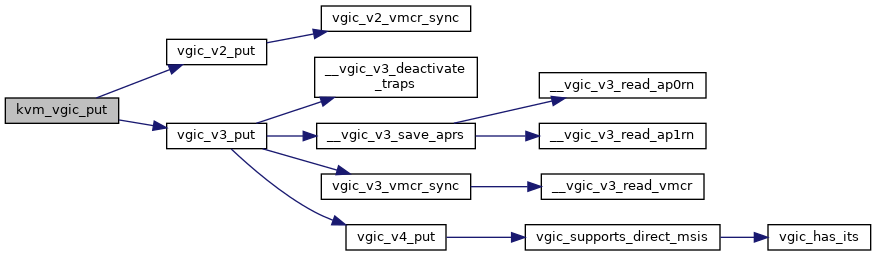 kvm_vgic_put
vgic_v2_put
vgic_v2_vmcr_sync
vgic_v3_put
__vgic_v3_deactivate
_traps
__vgic_v3_save_aprs
__vgic_v3_read_ap0rn
__vgic_v3_read_ap1rn
vgic_v3_vmcr_sync
__vgic_v3_read_vmcr
vgic_v4_put
vgic_supports_direct_msis
vgic_has_its